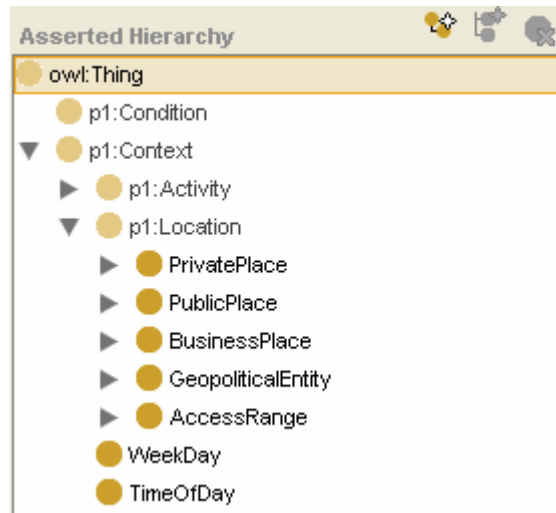 Asserted Hierarchy
owl:Thing
p1:Condition
p1:Context
p1:Activity
p1:Location
PrivatePlace
PublicPlace
BusinessPlace
GeopoliticalEntity
AccessRange
WeekDay
TimeOfDay